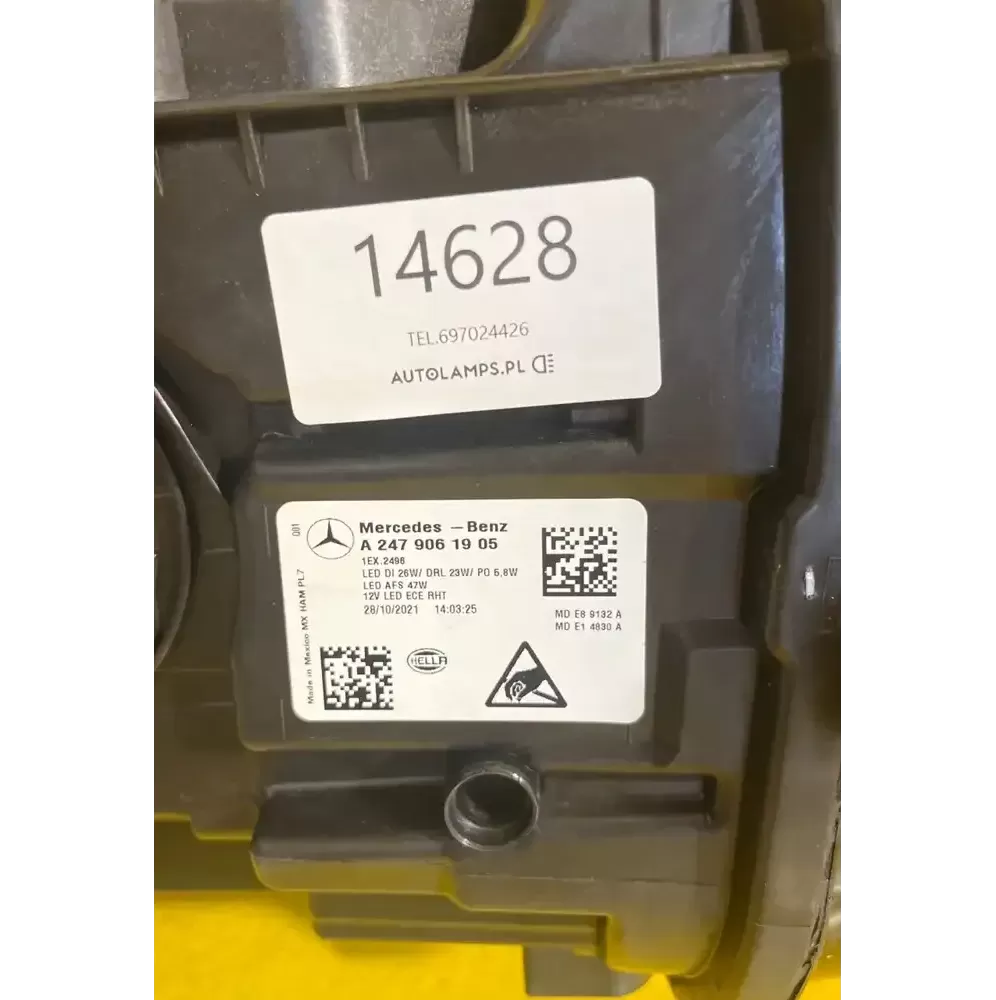 14628
TEL.697024426
AUTOLAMPS.PL
Q81
Mercedes - Benz
A 247 906 19 05
1EX.2496
LED DI 26W/ DRL 23W/ PO 5,8W
LED AFS 47W
12V LED ECE RHT
28/10/2021 14:03:25
MD E8 9132 A
MD E1 4830 A
Made in Mexico MX HAM PL7
HELLA